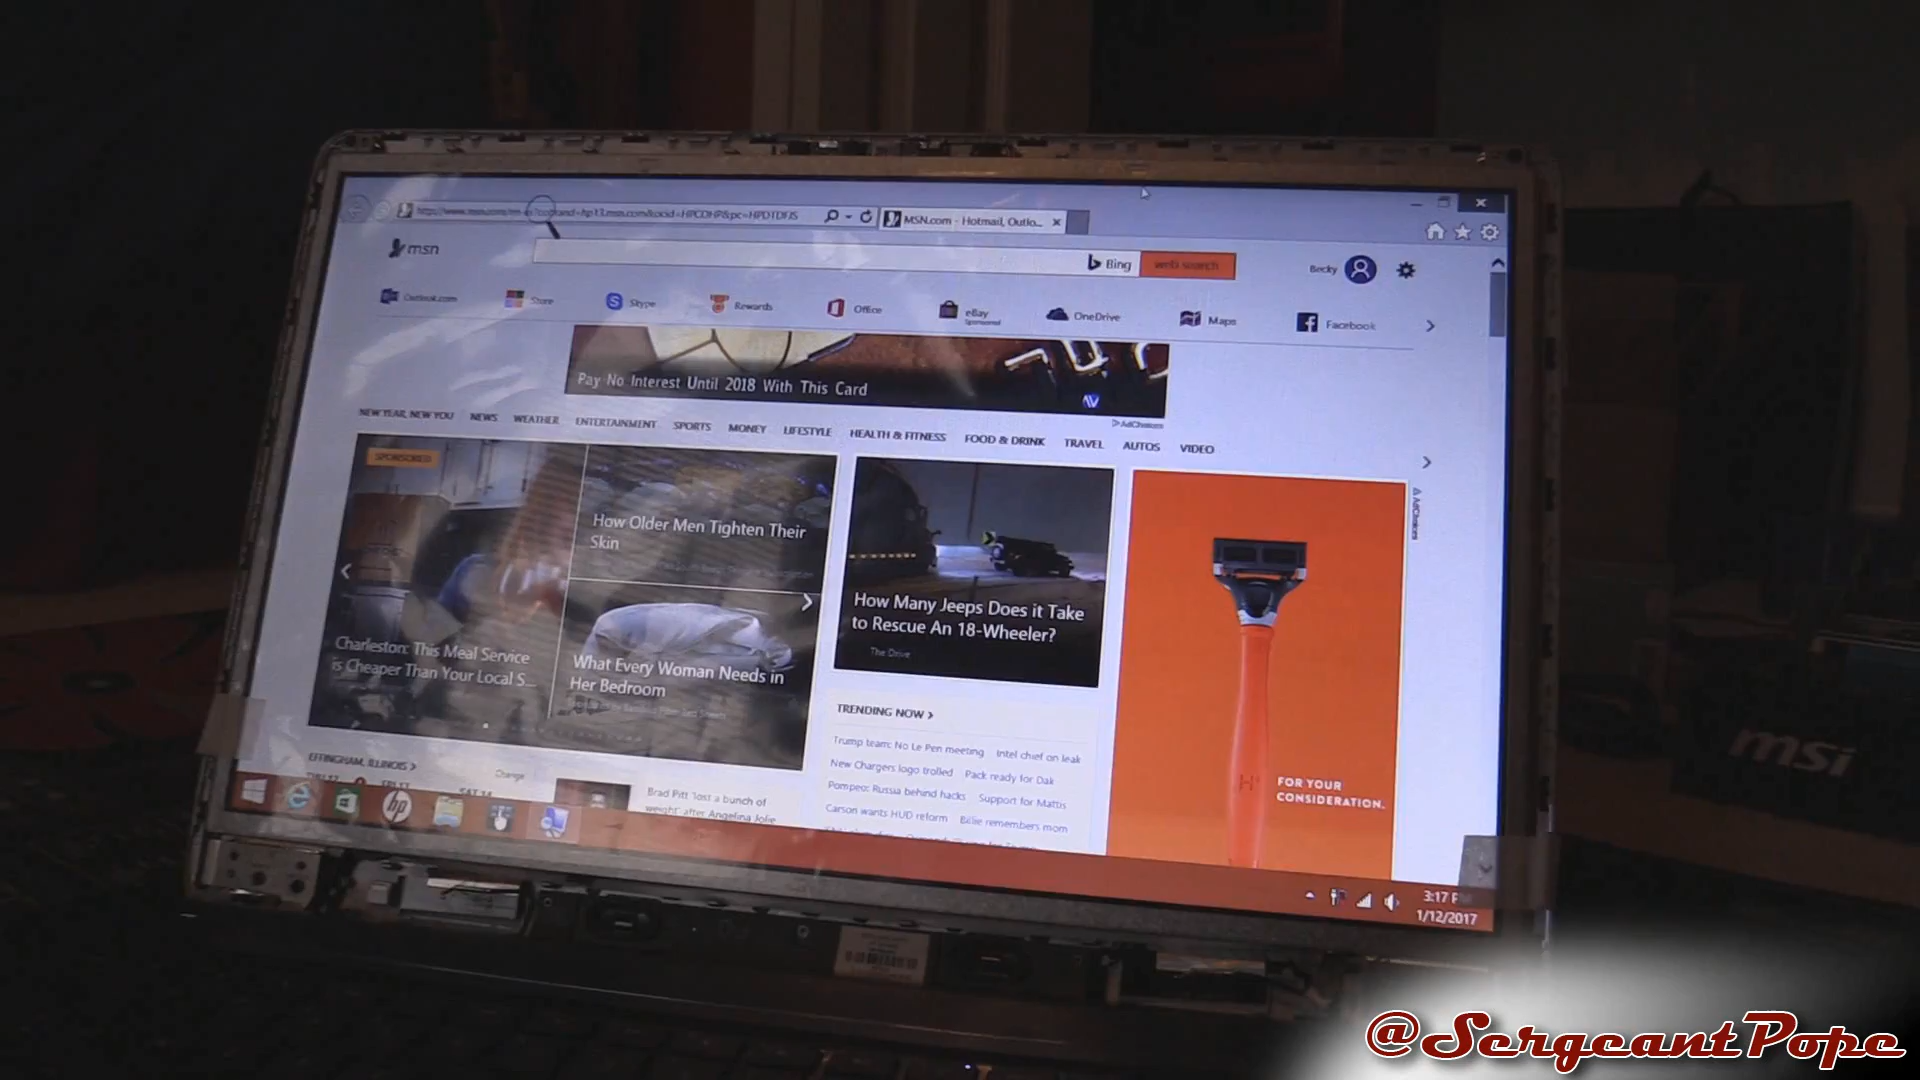 MSN.com - Hotmail, Outlo...
msn
Bing
web search
Becky
Outlook.com
Store
Skype
Rewards
Office
eBay
Sponsored
OneDrive
Maps
Facebook
Pay No Interest Until 2018 With This Card
AdChoices
NEW YEAR, NEW YOU NEWS WEATHER ENTERTAINMENT SPORTS MONEY LIFESTYLE HEALTH & FITNESS FOOD & DRINK TRAVEL AUTOS VIDEO
SPONSORED
Charleston: This Meal Service
is Cheaper Than Your Local S...
How Older Men Tighten Their
Skin
What Every Woman Needs in
Her Bedroom
How Many Jeeps Does it Take
to Rescue An 18-Wheeler?
The Drive
AdChoices
TRENDING NOW
Trump team: No Le Pen meeting Intel chief on leak
New Chargers logo trolled Pack ready for Dak
Pompeo: Russia behind hacks Support for Mattis
Carson wants HUD reform Billie remembers mom
FOR YOUR
CONSIDERATION.
EFFINGHAM, ILLINOIS
Change
SAT 14
Brad Pitt 'lost a bunch of
weight' after Angelina Jolie
hp
3:17
1/12/2017
msi
@SergeantPope